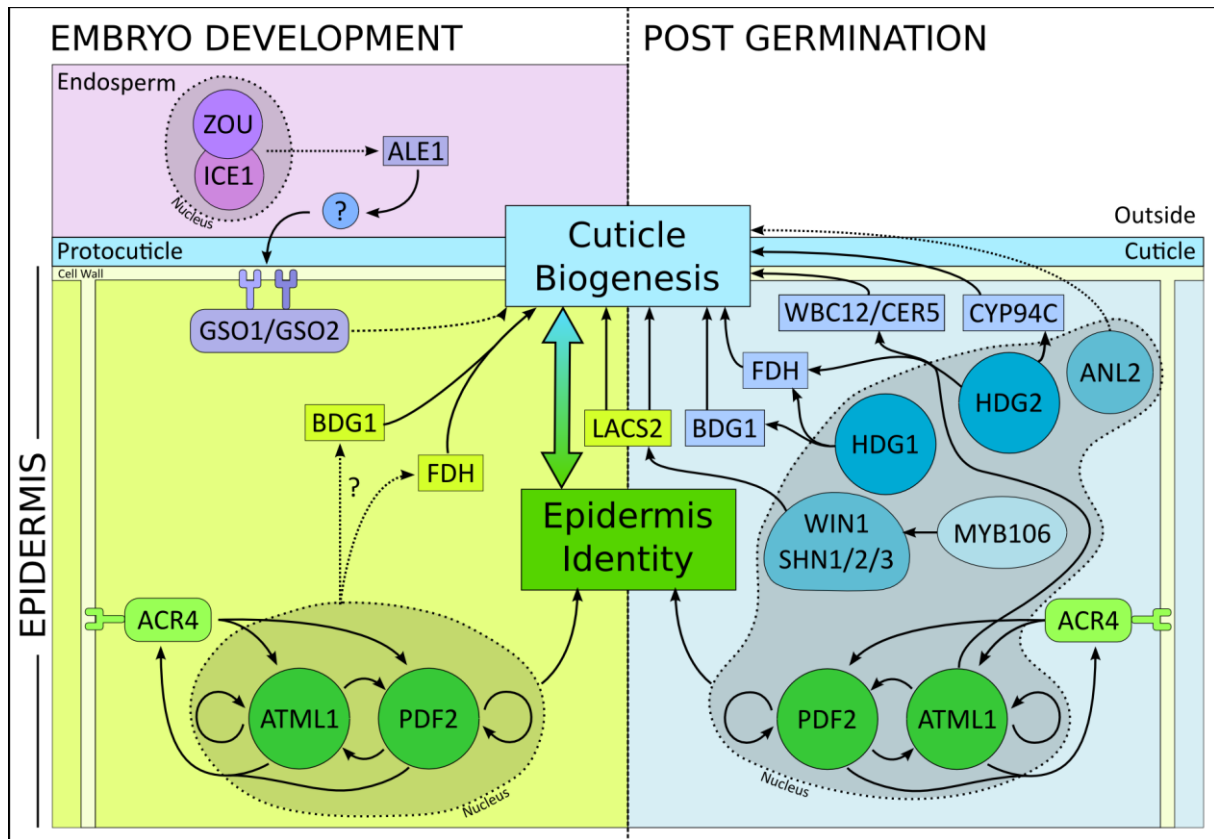 EMBRYO DEVELOPMENT
POST GERMINATION
Endosperm
ZOU
ICE1
Nucleus
ALE1
?
Outside
Protocuticle
Cuticle
Biogenesis
Cuticle
Cell Wall
GSO1/GSO2
WBC12/CER5
CYP94C
ANL2
FDH
HDG2
BDG1
LACS2
BDG1
HDG1
?
FDH
EPIDERMIS
Epidermis
Identity
WIN1
SHN1/2/3
MYB106
ACR4
ACR4
ATML1
PDF2
PDF2
ATML1
Nucleus
Nucleus